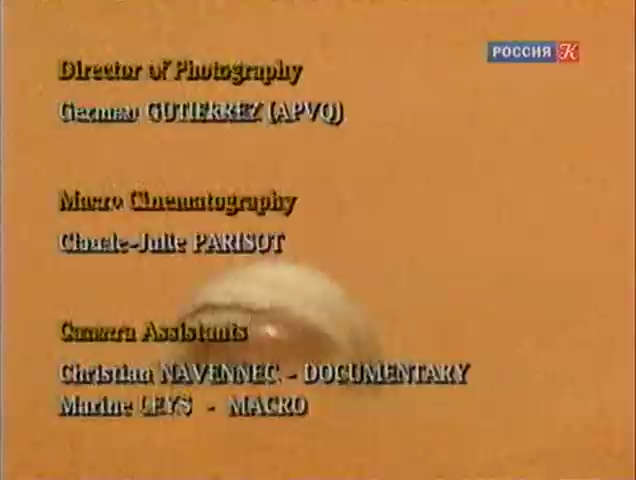 РОССИЯ К
Director of Photography
German GUTIERREZ (APVQ)
Macro Cinematography
Claude-Julie PARISOT
Camera Assistants
Christian NAVENNEC - DOCUMENTARY
Marine LEYS - MACRO